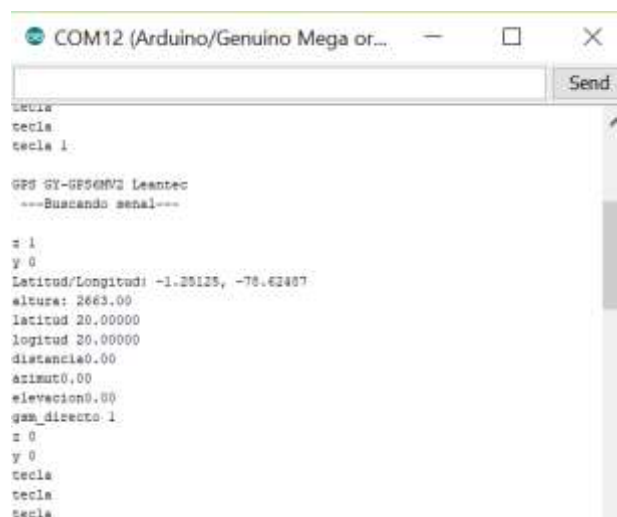 COM12 (Arduino/Genuino Mega or...
Send
tecla
tecla
tecla 1
GPS GY-GPS6MV2 Leantec
---Buscando senal---
z 1
y 0
Latitud/Longitud: -1.25125, -78.62487
altura: 2663.00
latitud 20.00000
logitud 20.00000
distancia0.00
azimut0.00
elevacion0.00
gsm_directo 1
z 0
y 0
tecla
tecla
tecla